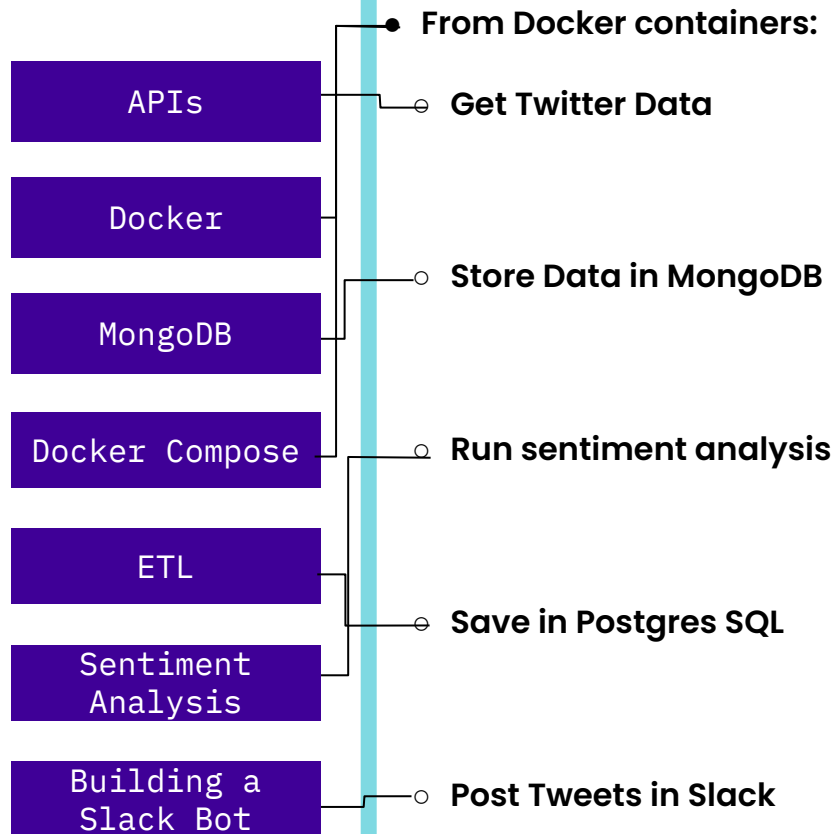 From Docker containers:
APIs
Get Twitter Data
Docker
Store Data in MongoDB
MongoDB
Docker Compose
Run sentiment analysis
ETL
Save in Postgres SQL
Sentiment
Analysis
Building a
Slack Bot
Post Tweets in Slack